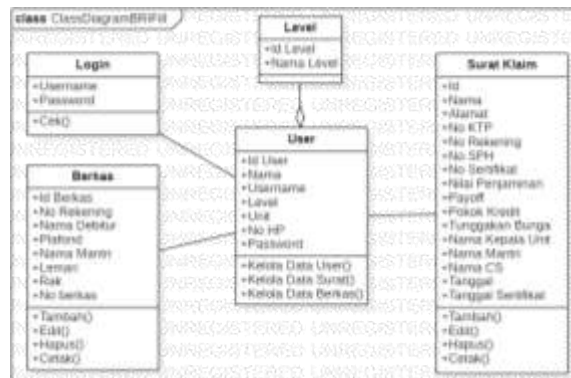 class ClassDiagramBRIFill
Level
+Id Level
+Nama Level
Login
+Username
+Password
+Cek()
Surat Klaim
+Id
+Nama
+Alamat
+No KTP
+No Rekening
+No SPH
+No Sertifikat
+Nilai Penjaminan
+Payoff
+Pokok Kredit
+Tunggakan Bunga
+Nama Kepala Unit
+Nama Mantri
+Nama CS
+Tanggal
+Tanggal Sertifikat
+Tambah()
+Edit()
+Hapus()
+Cetak()
User
+Id User
+Nama
+Username
+Level
+Unit
+No HP
+Password
+Kelola Data User()
+Kelola Data Surat()
+Kelola Data Berkas()
Berkas
+Id Berkas
+No Rekening
+Nama Debitur
+Plafond
+Nama Mantri
+Lemari
+Rak
+No berkas
+Tambah()
+Edit()
+Hapus()
+Cetak()
UNREGISTERED